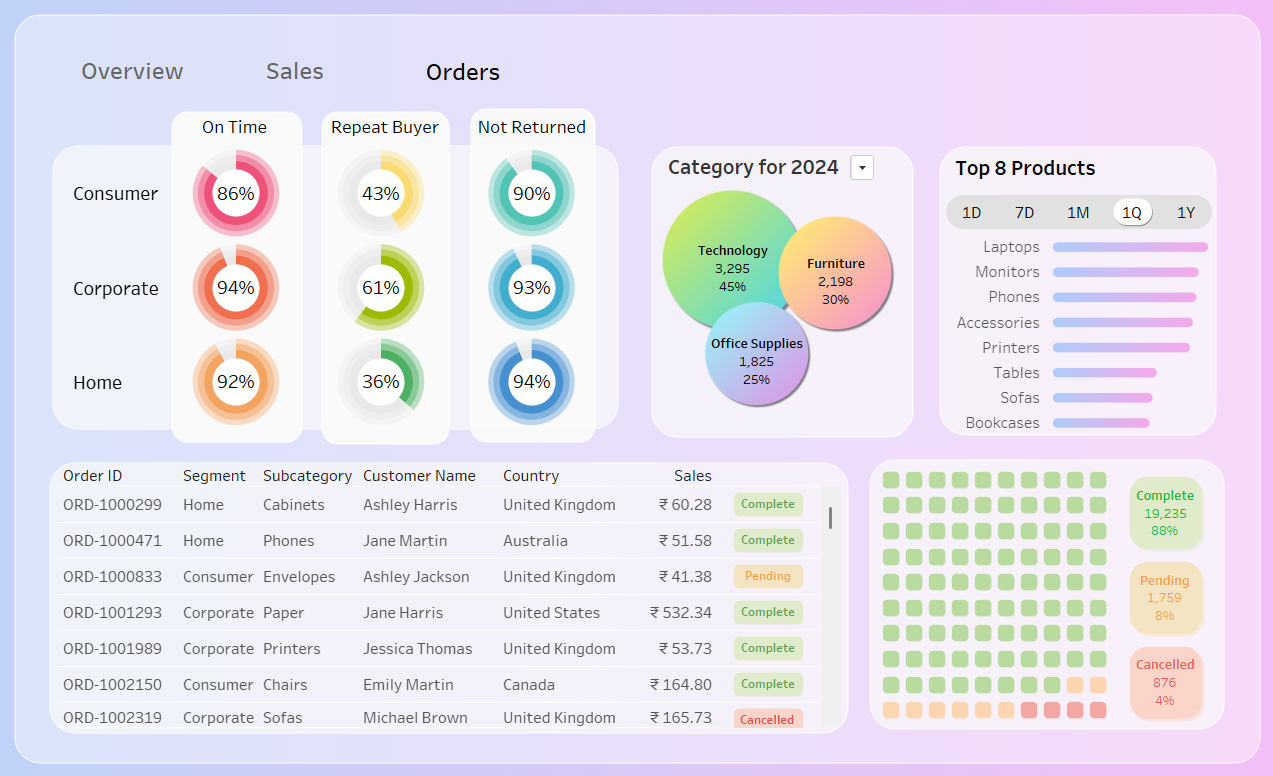 Overview Sales Orders
On Time Repeat Buyer Not Returned
Consumer 86% 43% 90%
Corporate 94% 61% 93%
Home 92% 36% 94%
Category for 2024
Technology
3,295
45%
Furniture
2,198
30%
Office Supplies
1,825
25%
Top 8 Products
1D 7D 1M 1Q 1Y
Laptops
Monitors
Phones
Accessories
Printers
Tables
Sofas
Bookcases
Order ID Segment Subcategory Customer Name Country Sales
ORD-1000299 Home Cabinets Ashley Harris United Kingdom ₹ 60.28 Complete
ORD-1000471 Home Phones Jane Martin Australia ₹ 51.58 Complete
ORD-1000833 Consumer Envelopes Ashley Jackson United Kingdom ₹ 41.38 Pending
ORD-1001293 Corporate Paper Jane Harris United States ₹ 532.34 Complete
ORD-1001989 Corporate Printers Jessica Thomas United Kingdom ₹ 53.73 Complete
ORD-1002150 Consumer Chairs Emily Martin Canada ₹ 164.80 Complete
ORD-1002319 Corporate Sofas Michael Brown United Kingdom ₹ 165.73 Cancelled
Complete
19,235
88%
Pending
1,759
8%
Cancelled
876
4%